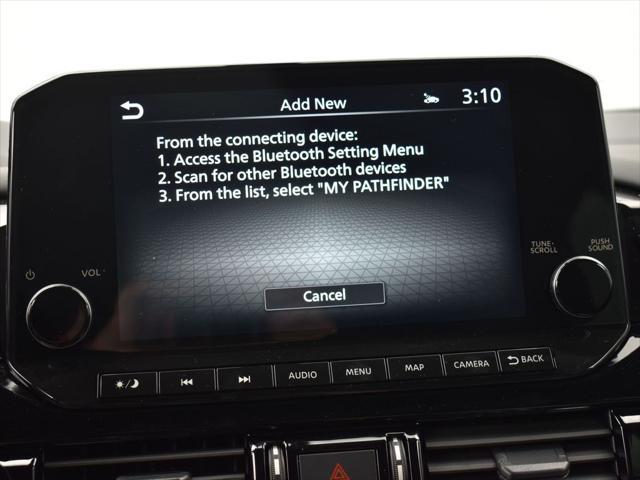 Add New
3:10
From the connecting device:
1. Access the Bluetooth Setting Menu
2. Scan for other Bluetooth devices
3. From the list, select "MY PATHFINDER"
Cancel
VOL
TUNE·
SCROLL
PUSH
SOUND
AUDIO
MENU
MAP
CAMERA
BACK